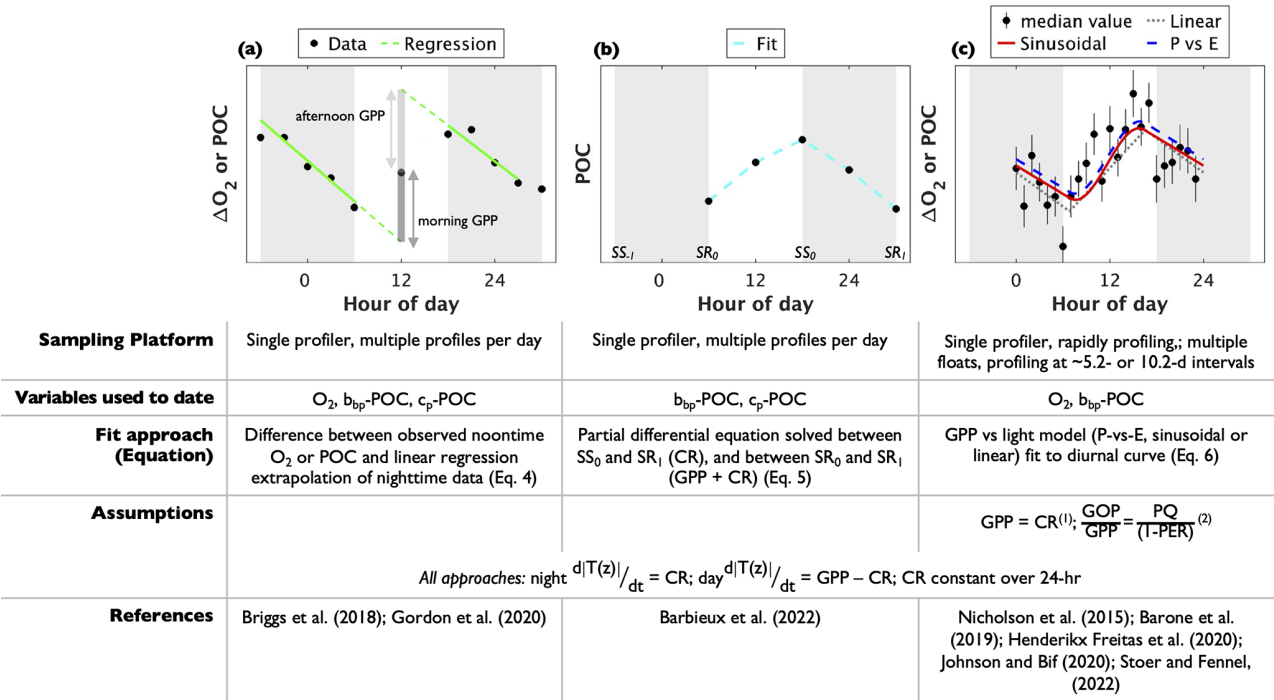 (a)
Data
Regression
(b)
Fit
(c)
median value
Linear
Sinusoidal
P vs E
ΔO₂ or POC
afternoon GPP
morning GPP
0
12
24
Hour of day
POC
SS₋₁
SR₀
SS₀
SR₁
0
12
24
Hour of day
ΔO₂ or POC
0
12
24
Hour of day
Sampling Platform
Single profiler, multiple profiles per day
Single profiler, multiple profiles per day
Single profiler, rapidly profiling,; multiple
floats, profiling at ~5.2- or 10.2-d intervals
Variables used to date
O₂, b_bp-POC, c_p-POC
b_bp-POC, c_p-POC
O₂, b_bp-POC
Fit approach
(Equation)
Difference between observed noontime
O₂ or POC and linear regression
extrapolation of nighttime data (Eq. 4)
Partial differential equation solved between
SS₀ and SR₁ (CR), and between SR₀ and SR₁
(GPP + CR) (Eq. 5)
GPP vs light model (P-vs-E, sinusoidal or
linear) fit to diurnal curve (Eq. 6)
Assumptions
GPP = CR⁽¹⁾; GOP/GPP = PQ/(1-PER) ⁽²⁾
All approaches: night d|T(z)|/dt = CR; day d|T(z)|/dt = GPP – CR; CR constant over 24-hr
References
Briggs et al. (2018); Gordon et al. (2020)
Barbieux et al. (2022)
Nicholson et al. (2015); Barone et al.
(2019); Henderikx Freitas et al. (2020);
Johnson and Bif (2020); Stoer and Fennel,
(2022)